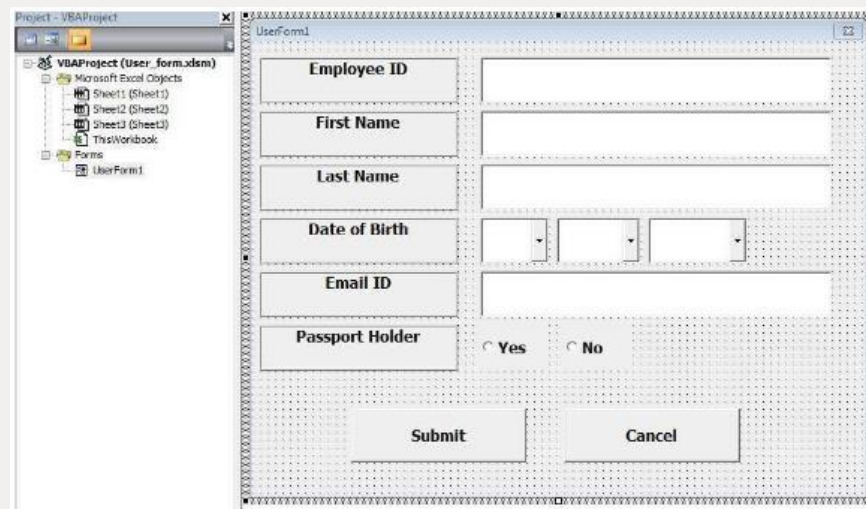 Project - VBAProject
VBAProject (User_form.xlsm)
Microsoft Excel Objects
Sheet1 (Sheet1)
Sheet2 (Sheet2)
Sheet3 (Sheet3)
ThisWorkbook
Forms
UserForm1
UserForm1
Employee ID
First Name
Last Name
Date of Birth
Email ID
Passport Holder
Yes No
Submit Cancel